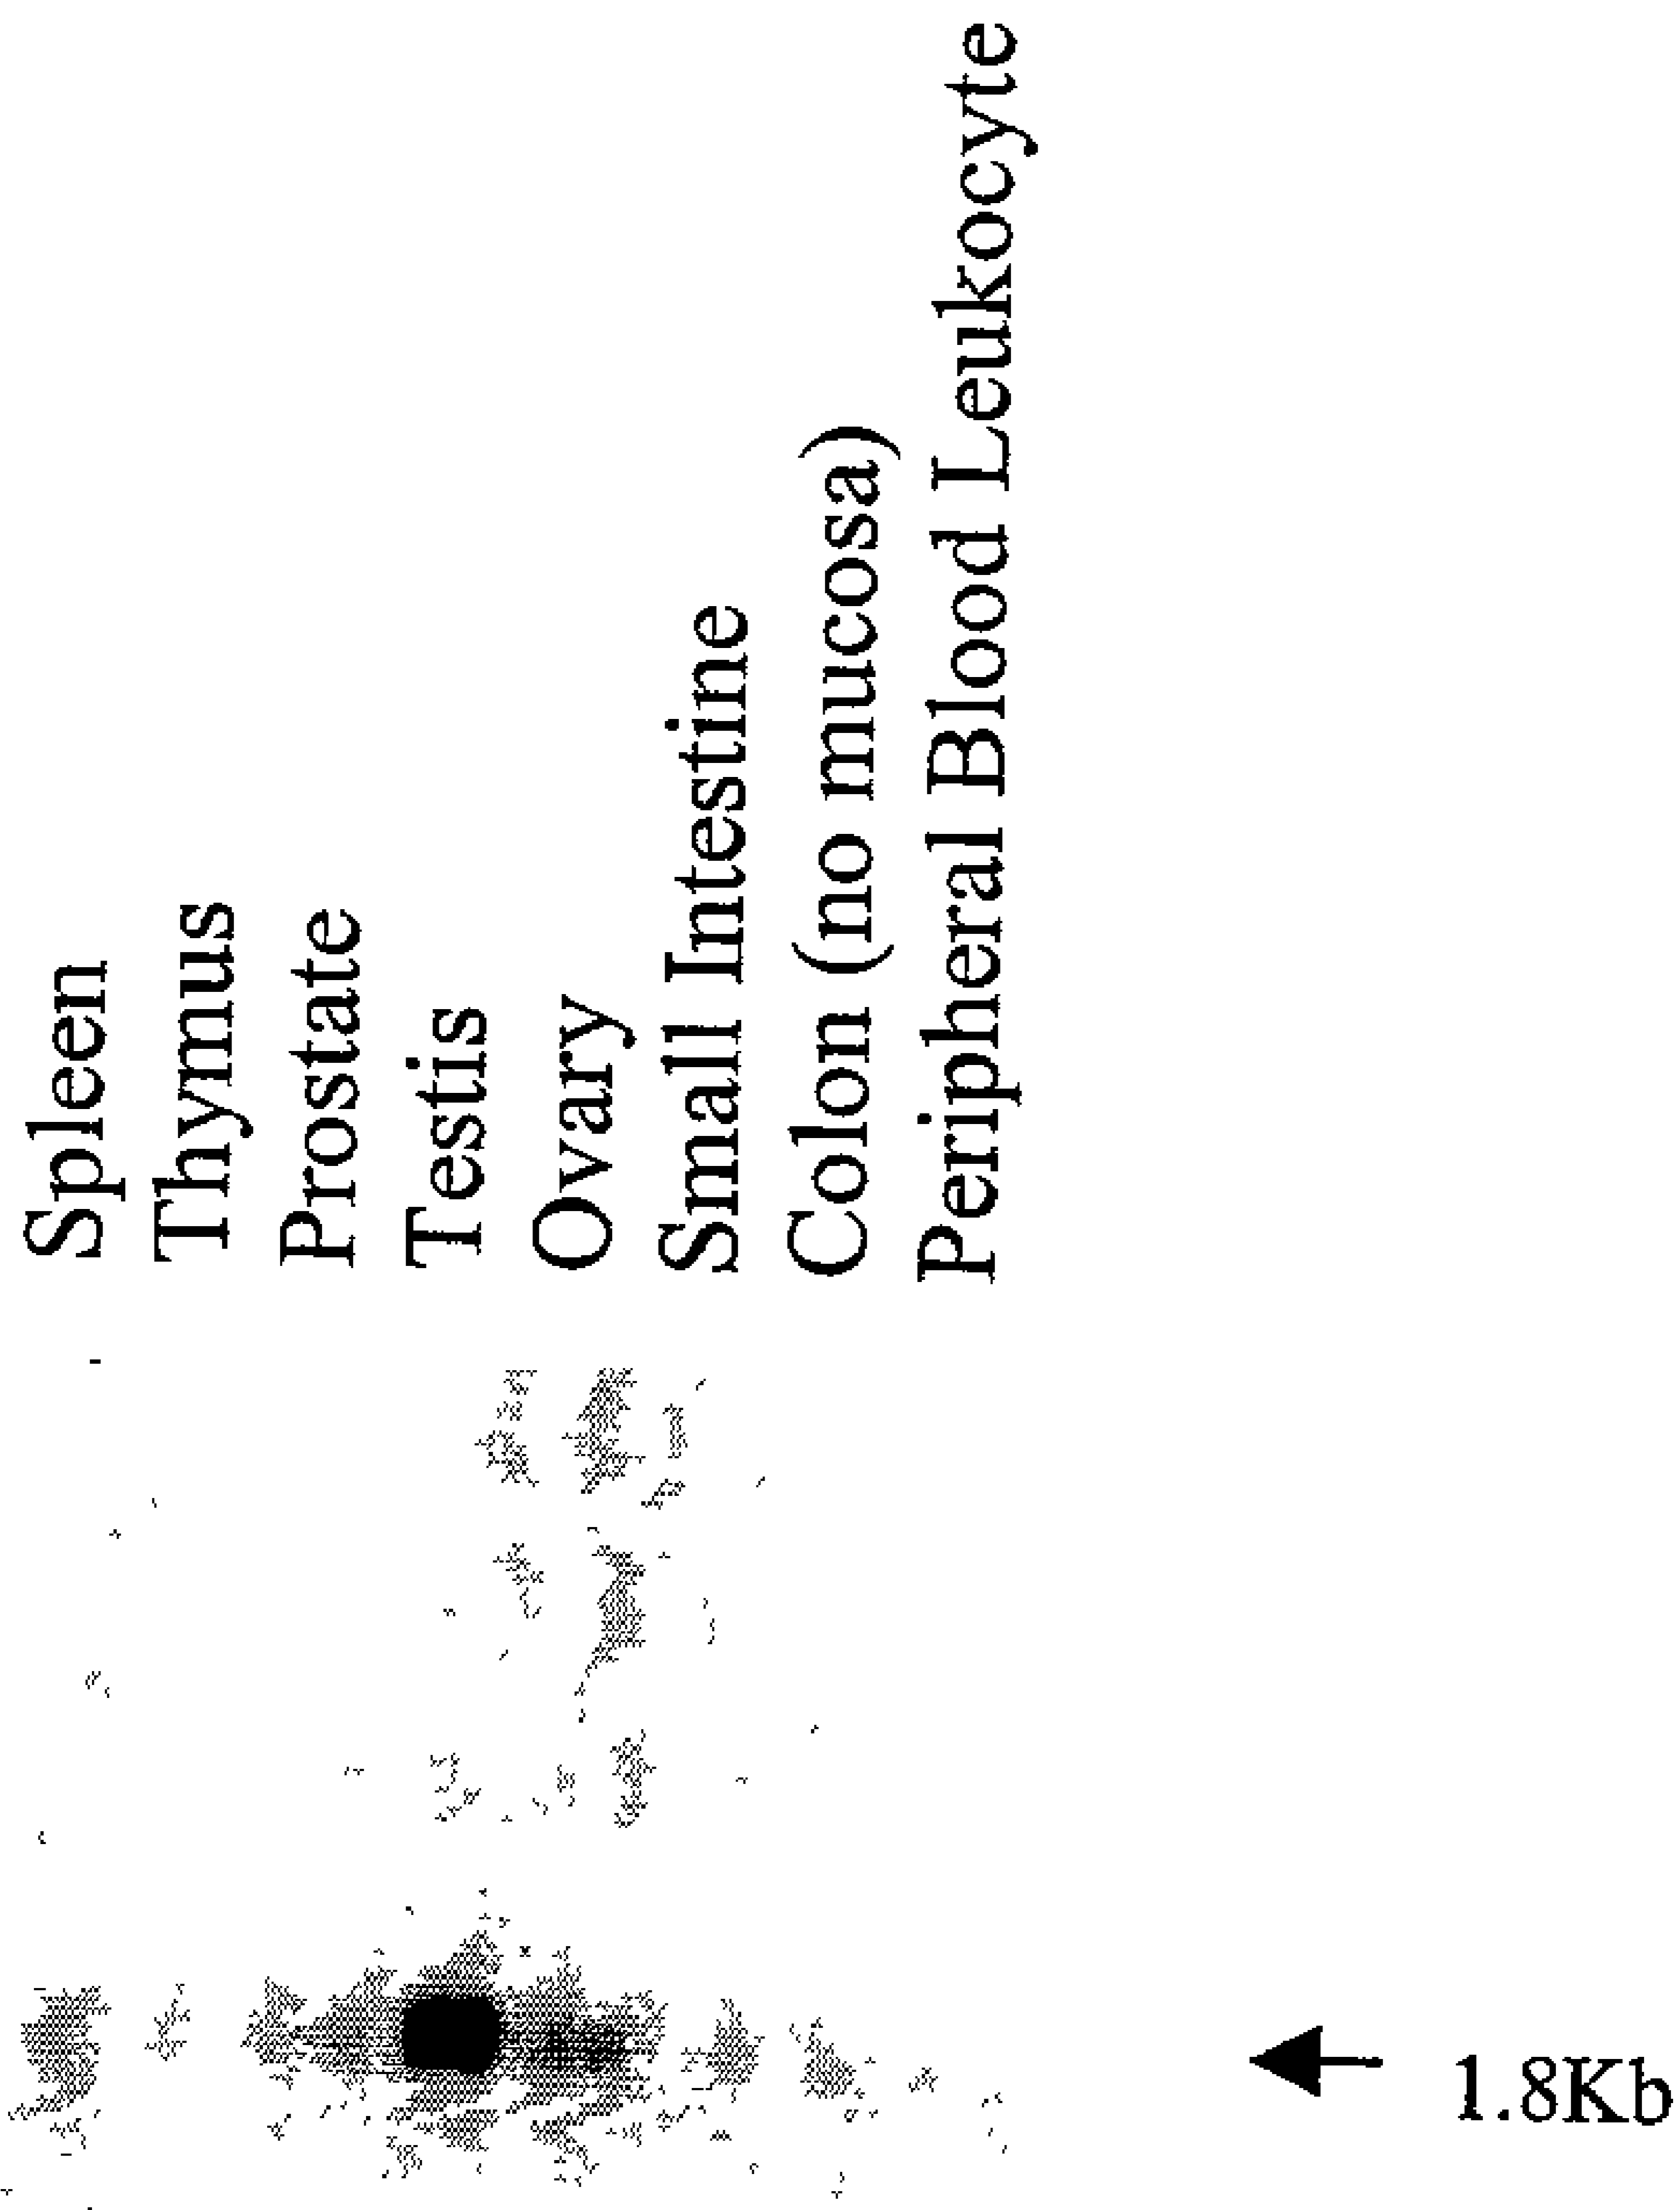 Spleen
Thymus
Prostate
Testis
Ovary
Small Intestine
Colon (no mucosa)
Peripheral Blood Leukocyte
1.8Kb